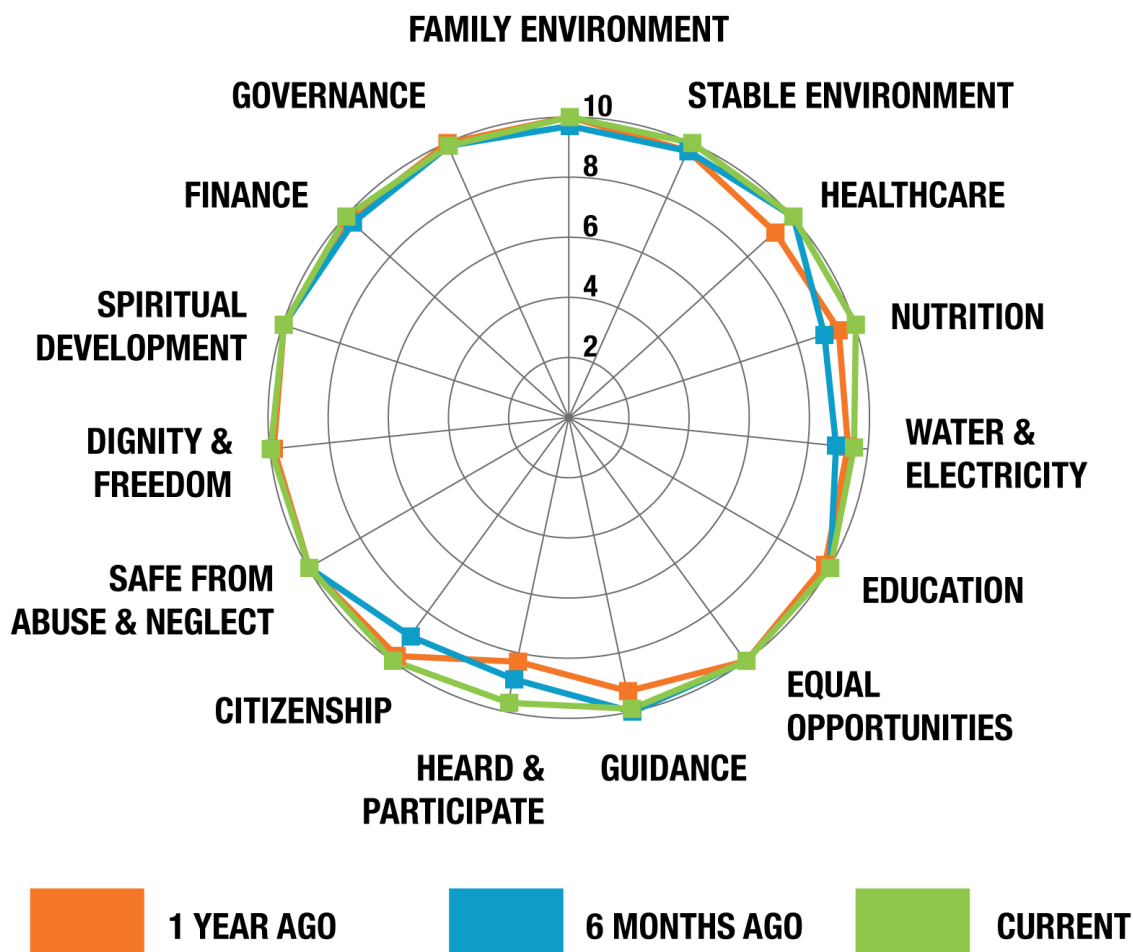 FAMILY ENVIRONMENT
GOVERNANCE
STABLE ENVIRONMENT
10
FINANCE
8
HEALTHCARE
6
SPIRITUAL
DEVELOPMENT
4
NUTRITION
2
DIGNITY &
FREEDOM
WATER &
ELECTRICITY
SAFE FROM
ABUSE & NEGLECT
EDUCATION
CITIZENSHIP
EQUAL
OPPORTUNITIES
HEARD &
PARTICIPATE
GUIDANCE
1 YEAR AGO
6 MONTHS AGO
CURRENT